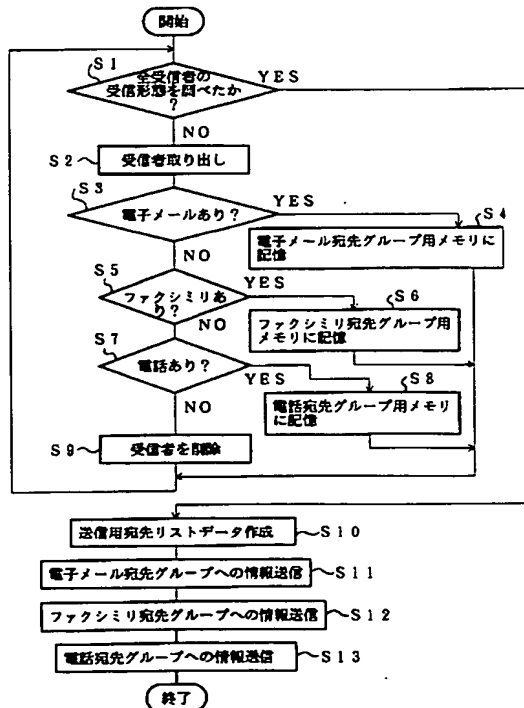 開始
S1
全受信者の
受信形態を調べたか
?
YES
NO
S2
受信者取り出し
S3
電子メールあり?
YES
S4
電子メール宛先グループ用メモリに
記憶
NO
S5
ファクシミリあ
り?
YES
S6
ファクシミリ宛先グループ用
メモリに記憶
NO
S7
電話あり?
YES
S8
電話宛先グループ用メモリ
に記憶
NO
S9
受信者を削除
送信用宛先リストデータ作成
S10
電子メール宛先グループへの情報送信
S11
ファクシミリ宛先グループへの情報送信
S12
電話宛先グループへの情報送信
S13
終了